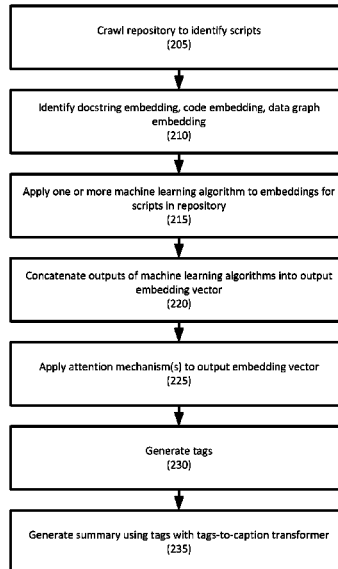 Crawl repository to identify scripts
(205)
Identify docstring embedding, code embedding, data graph
embedding
(210)
Apply one or more machine learning algorithm to embeddings for
scripts in repository
(215)
Concatenate outputs of machine learning algorithms into output
embedding vector
(220)
Apply attention mechanism(s) to output embedding vector
(225)
Generate tags
(230)
Generate summary using tags with tags-to-caption transformer
(235)